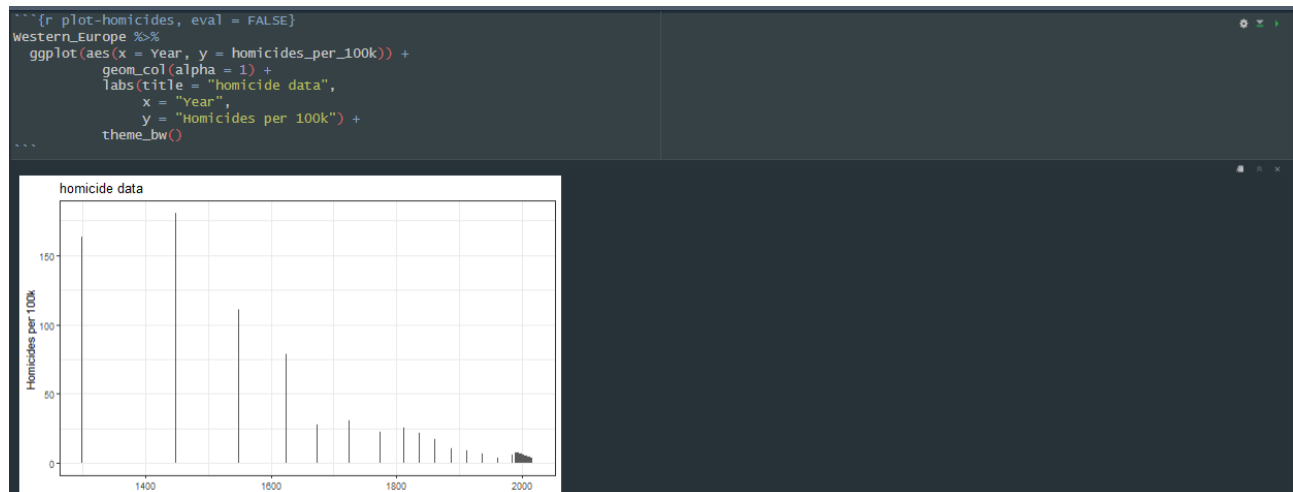 ```{r plot-homicides, eval = FALSE}
Western_Europe %>%
  ggplot(aes(x = Year, y = homicides_per_100k)) +
          geom_col(alpha = 1) +
          labs(title = "homicide data",
               x = "Year",
               y = "Homicides per 100k") +
          theme_bw()
```
homicide data
150
100
50
0
Homicides per 100k
1400 1600 1800 2000